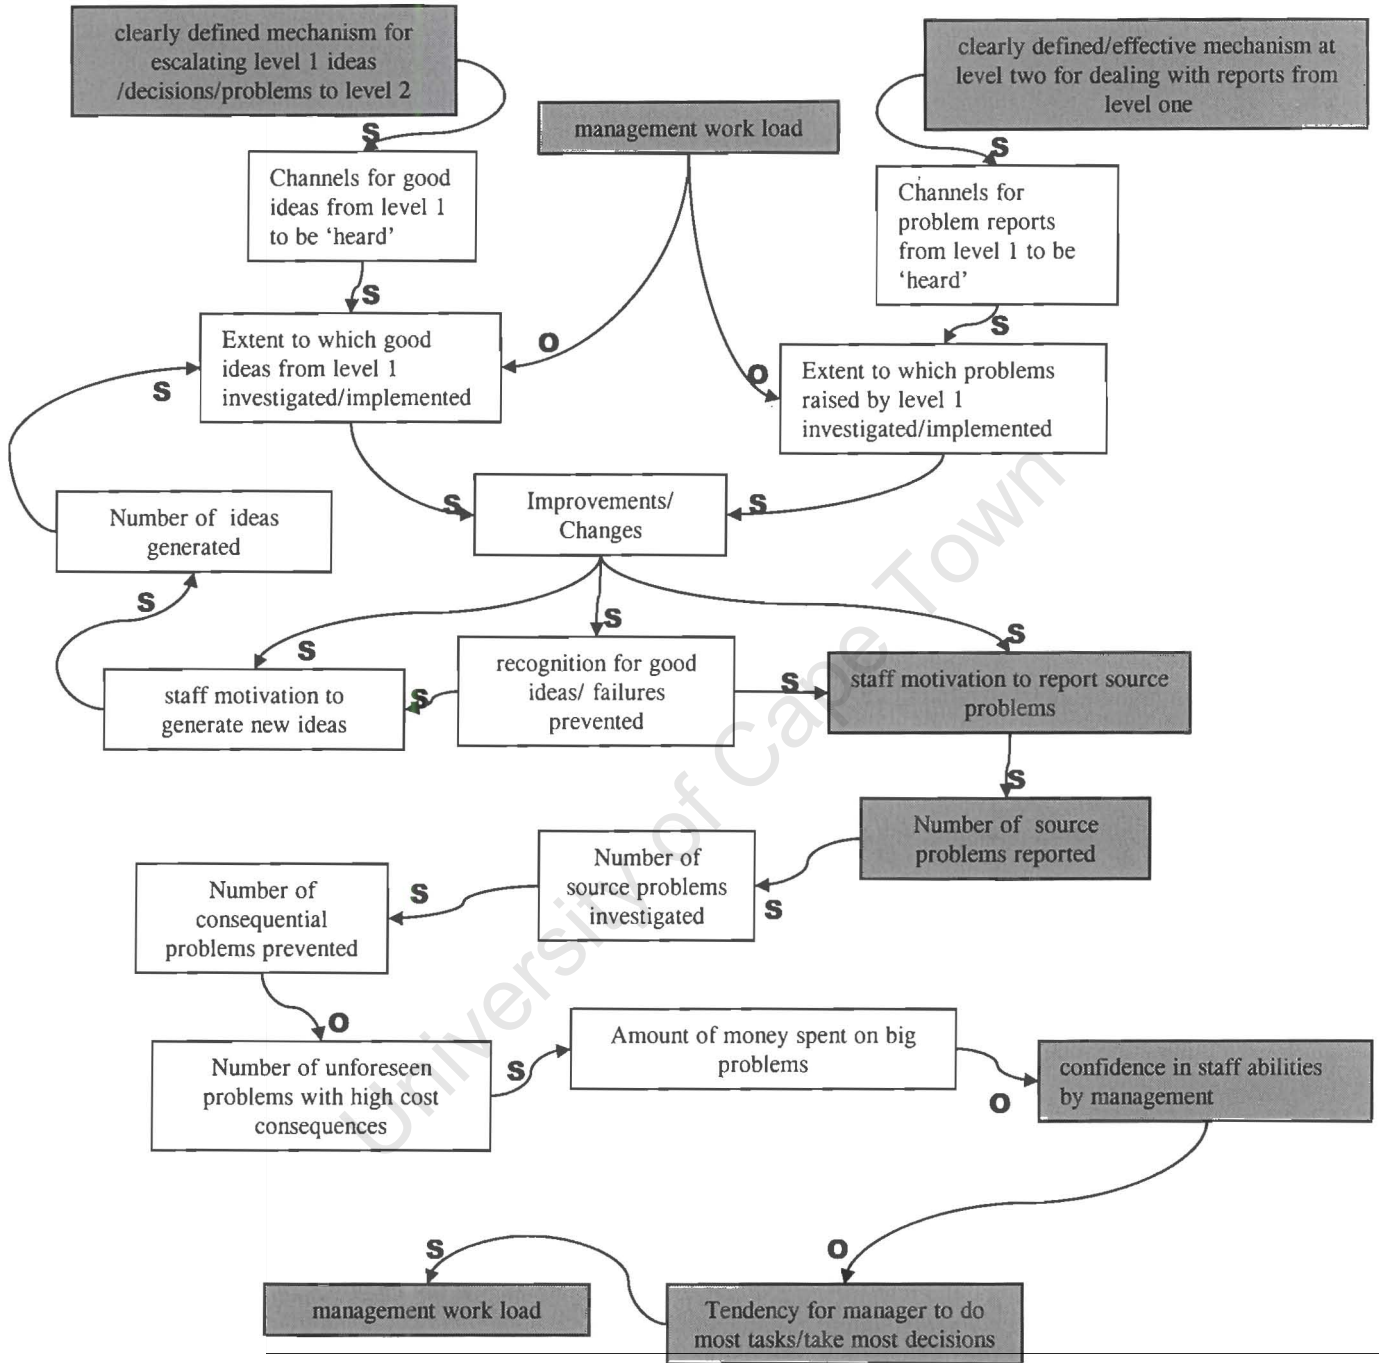 clearly defined mechanism for
escalating level 1 ideas
/decisions/problems to level 2
clearly defined/effective mechanism at
level two for dealing with reports from
level one
management work load
S
S
Channels for good
ideas from level 1
to be ‘heard’
Channels for
problem reports
from level 1 to be
‘heard’
S
S
Extent to which good
ideas from level 1
investigated/implemented
O
O
S
Extent to which problems
raised by level 1
investigated/implemented
S
S
Improvements/
Changes
Number of ideas
generated
S
S
S
S
staff motivation to
generate new ideas
S
recognition for good
ideas/ failures
prevented
S
staff motivation to report source
problems
S
Number of source
problems reported
Number of
source problems
investigated
S
S
Number of
consequential
problems prevented
O
Number of unforeseen
problems with high cost
consequences
S
Amount of money spent on big
problems
O
confidence in staff abilities
by management
O
S
management work load
Tendency for manager to do
most tasks/take most decisions
University of Cape Town